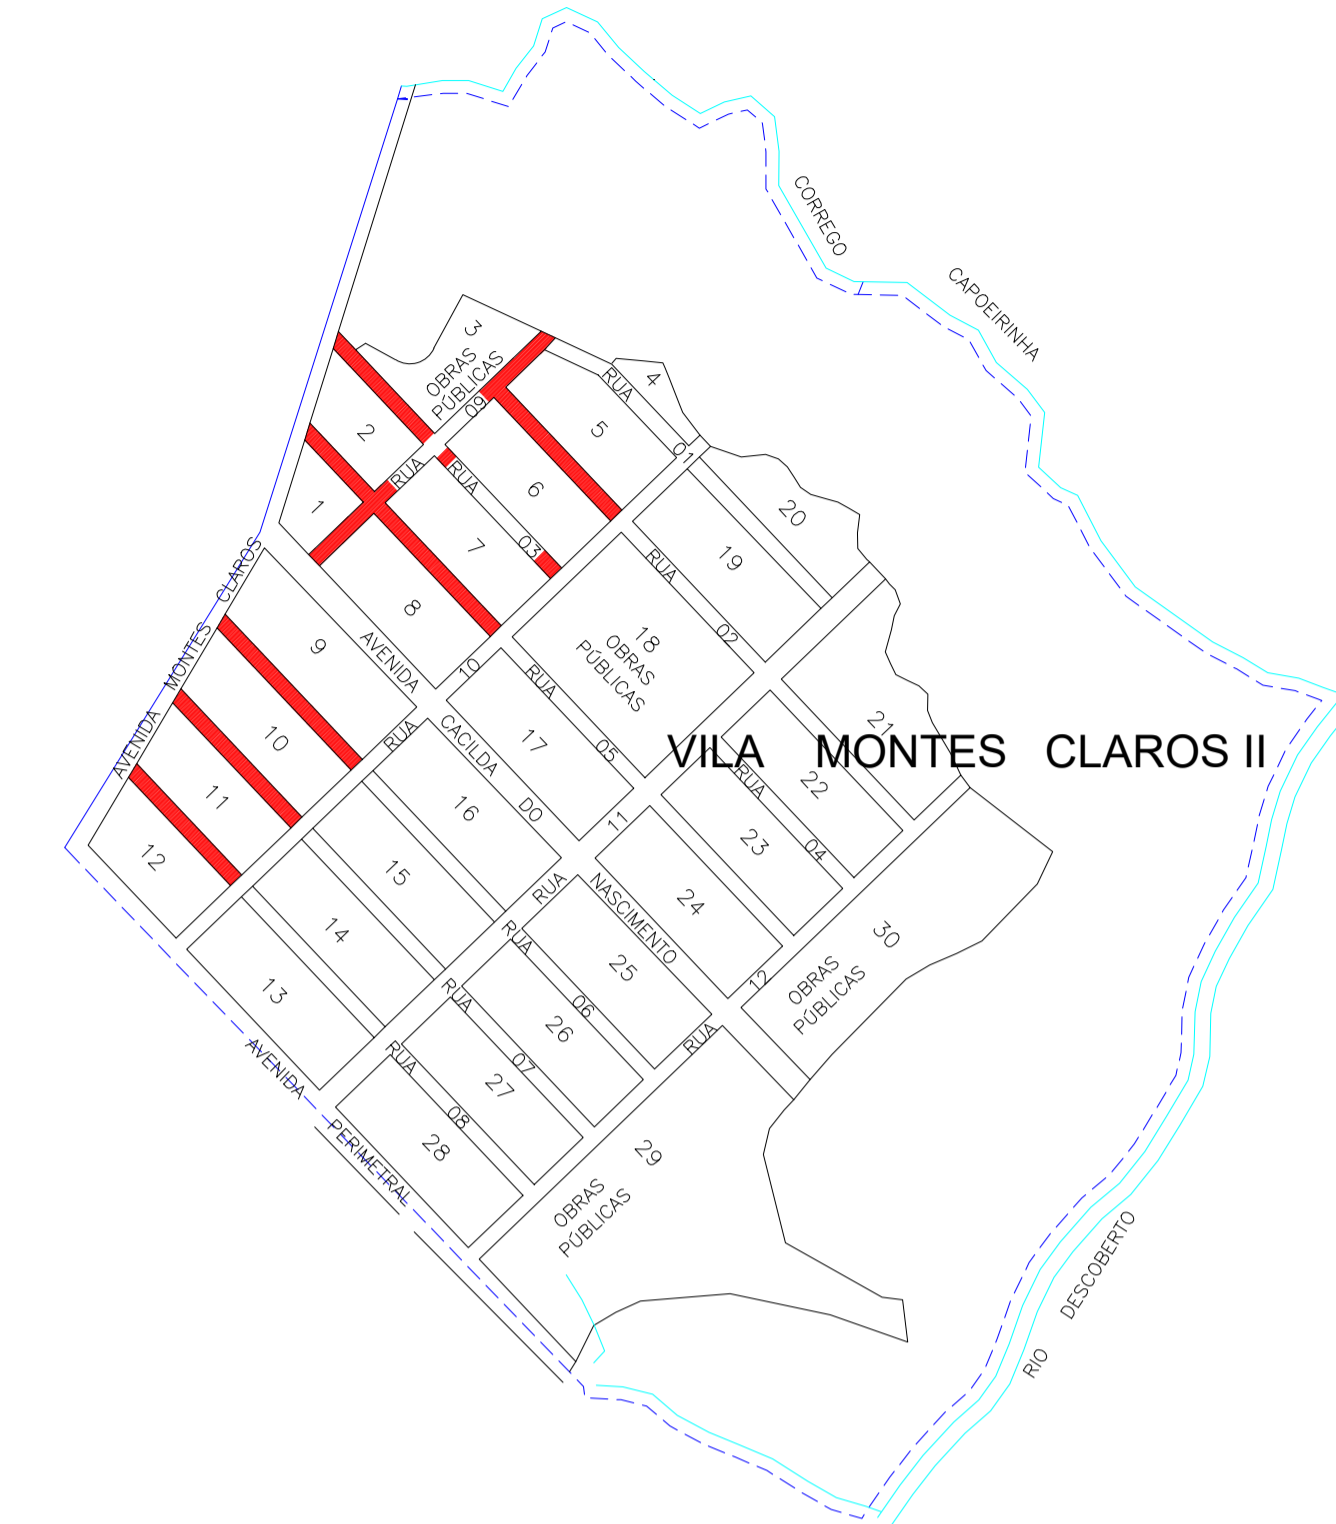 CORREGO
CAPOEIRINHA
3
OBRAS
PÚBLICAS
4
RUA
01
09
2
5
RUA
RUA
6
1
20
7
03
19
8
RUA
02
AVENIDA MONTES CLAROS
9
AVENIDA
10
18
OBRAS
PÚBLICAS
RUA
05
17
21
10
RUA
CACILDA
DO
VILA MONTES CLAROS II
RUA
22
11
16
11
04
23
12
15
RUA
NASCIMENTO
24
14
RUA
25
30
OBRAS
PÚBLICAS
12
13
RUA
06
26
RUA
AVENIDA
RUA
07
27
08
28
PERIMETRAL
29
OBRAS
PÚBLICAS
RIO DESCOBERTO